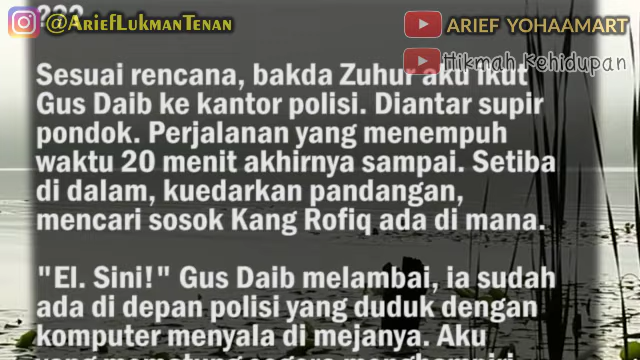 ???
@AriefLukmanTenan
ARIEF YOHAAMART
Hikmah Kehidupan
Sesuai rencana, bakda Zuhur aku ikut
Gus Daib ke kantor polisi. Diantar supir
pondok. Perjalanan yang menempuh
waktu 20 menit akhirnya sampai. Setiba
di dalam, kuedarkan pandangan,
mencari sosok Kang Rofiq ada di mana.
"El. Sini!" Gus Daib melambai, ia sudah
ada di depan polisi yang duduk dengan
komputer menyala di mejanya. Aku